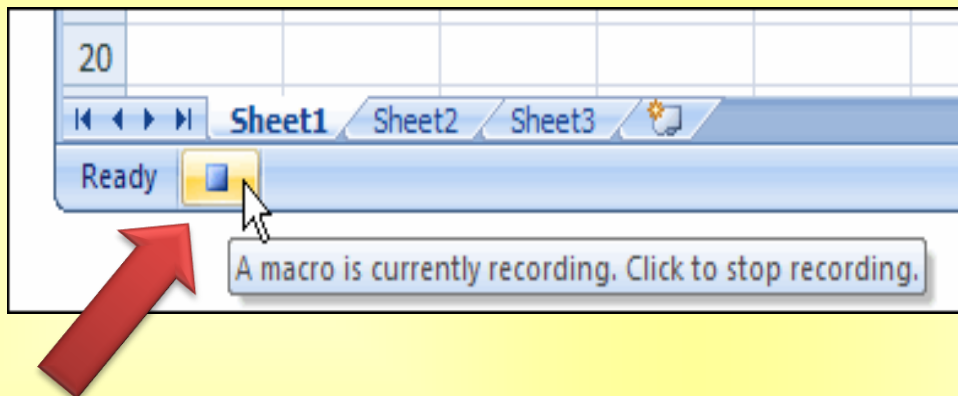 20
Sheet1 Sheet2 Sheet3
Ready
A macro is currently recording. Click to stop recording.